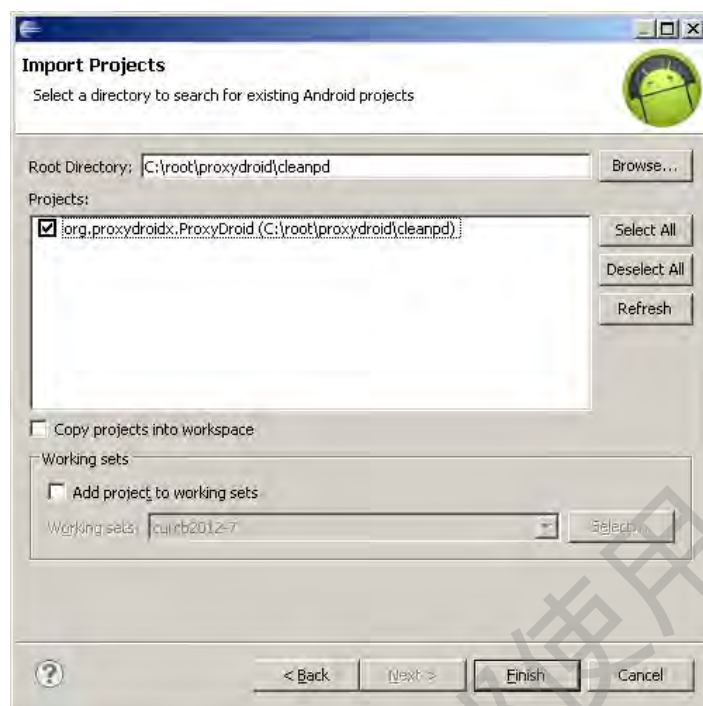 Import Projects
Select a directory to search for existing Android projects
Root Directory: C:\root\proxydroid\cleanpd Browse...
Projects:
org.proxydroidx.ProxyDroid (C:\root\proxydroid\cleanpd)
Select All
Deselect All
Refresh
Copy projects into workspace
Working sets
Add project to working sets
Working sets: Select...
? < Back Next > Finish Cancel
使用